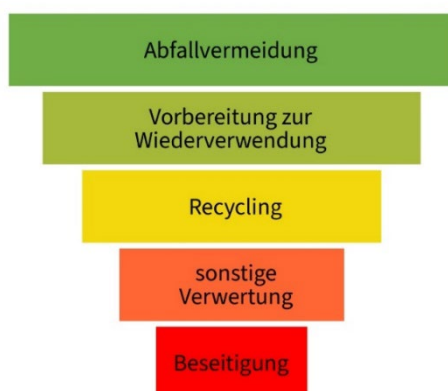 Abfallvermeidung
Vorbereitung zur
Wiederverwendung
Recycling
sonstige
Verwertung
Beseitigung